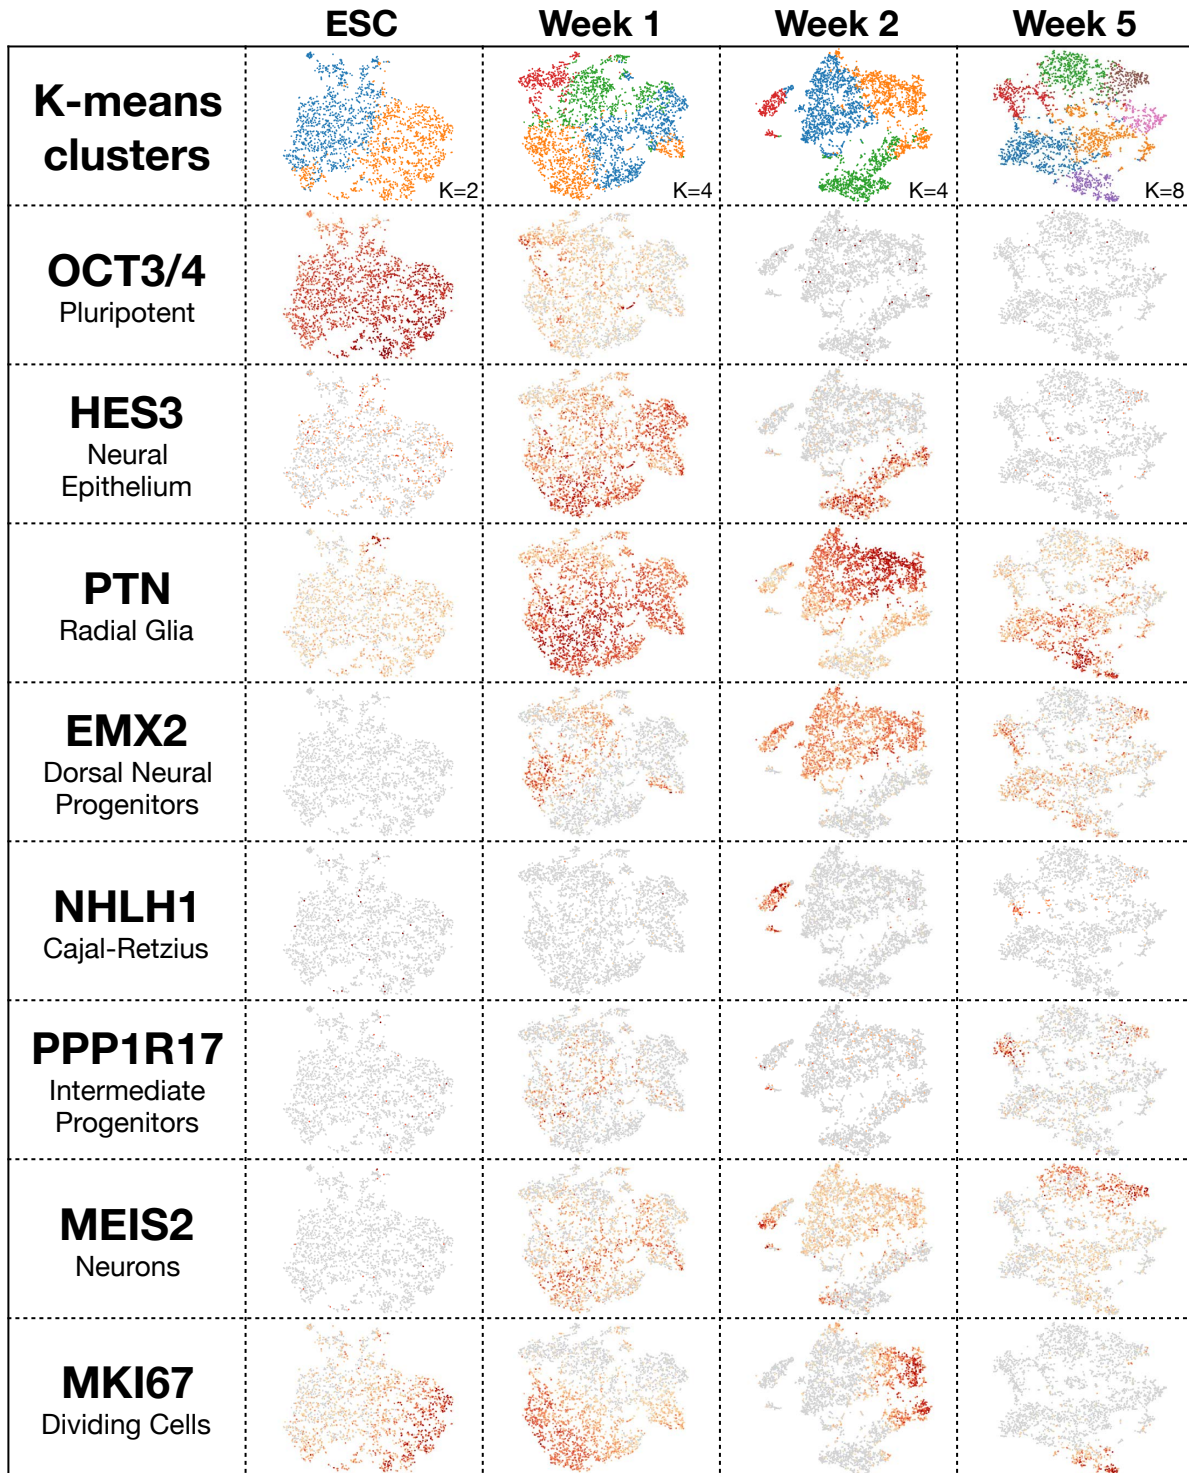 ESC Week 1 Week 2 Week 5
K-means
clusters
K=2 K=4 K=4 K=8
OCT3/4
Pluripotent
HES3
Neural
Epithelium
PTN
Radial Glia
EMX2
Dorsal Neural
Progenitors
NHLH1
Cajal-Retzius
PPP1R17
Intermediate
Progenitors
MEIS2
Neurons
MKI67
Dividing Cells